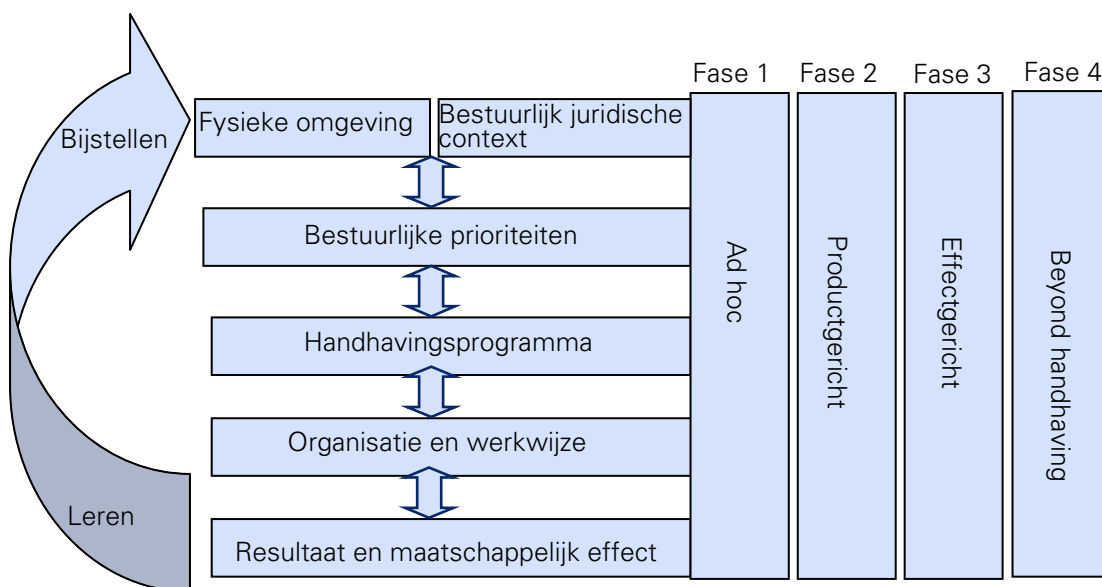 Fase 1
Fase 2
Fase 3
Fase 4
Bijstellen
Fysieke omgeving
Bestuurlijk juridische
context
Bestuurlijke prioriteiten
Handhavingsprogramma
Organisatie en werkwijze
Resultaat en maatschappelijk effect
Leren
Ad hoc
Productgericht
Effectgericht
Beyond handhaving